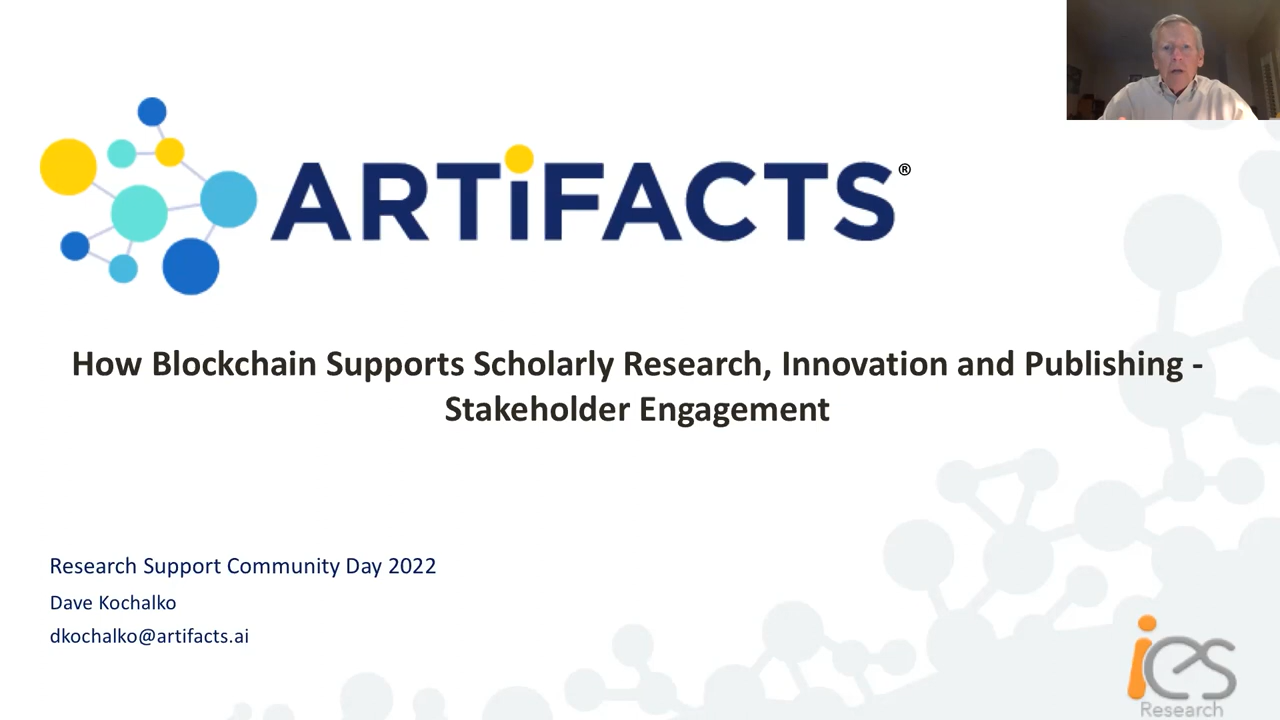 ARTiFACTS®
How Blockchain Supports Scholarly Research, Innovation and Publishing -
Stakeholder Engagement
Research Support Community Day 2022
Dave Kochalko
dkochalko@artifacts.ai
ies
Research